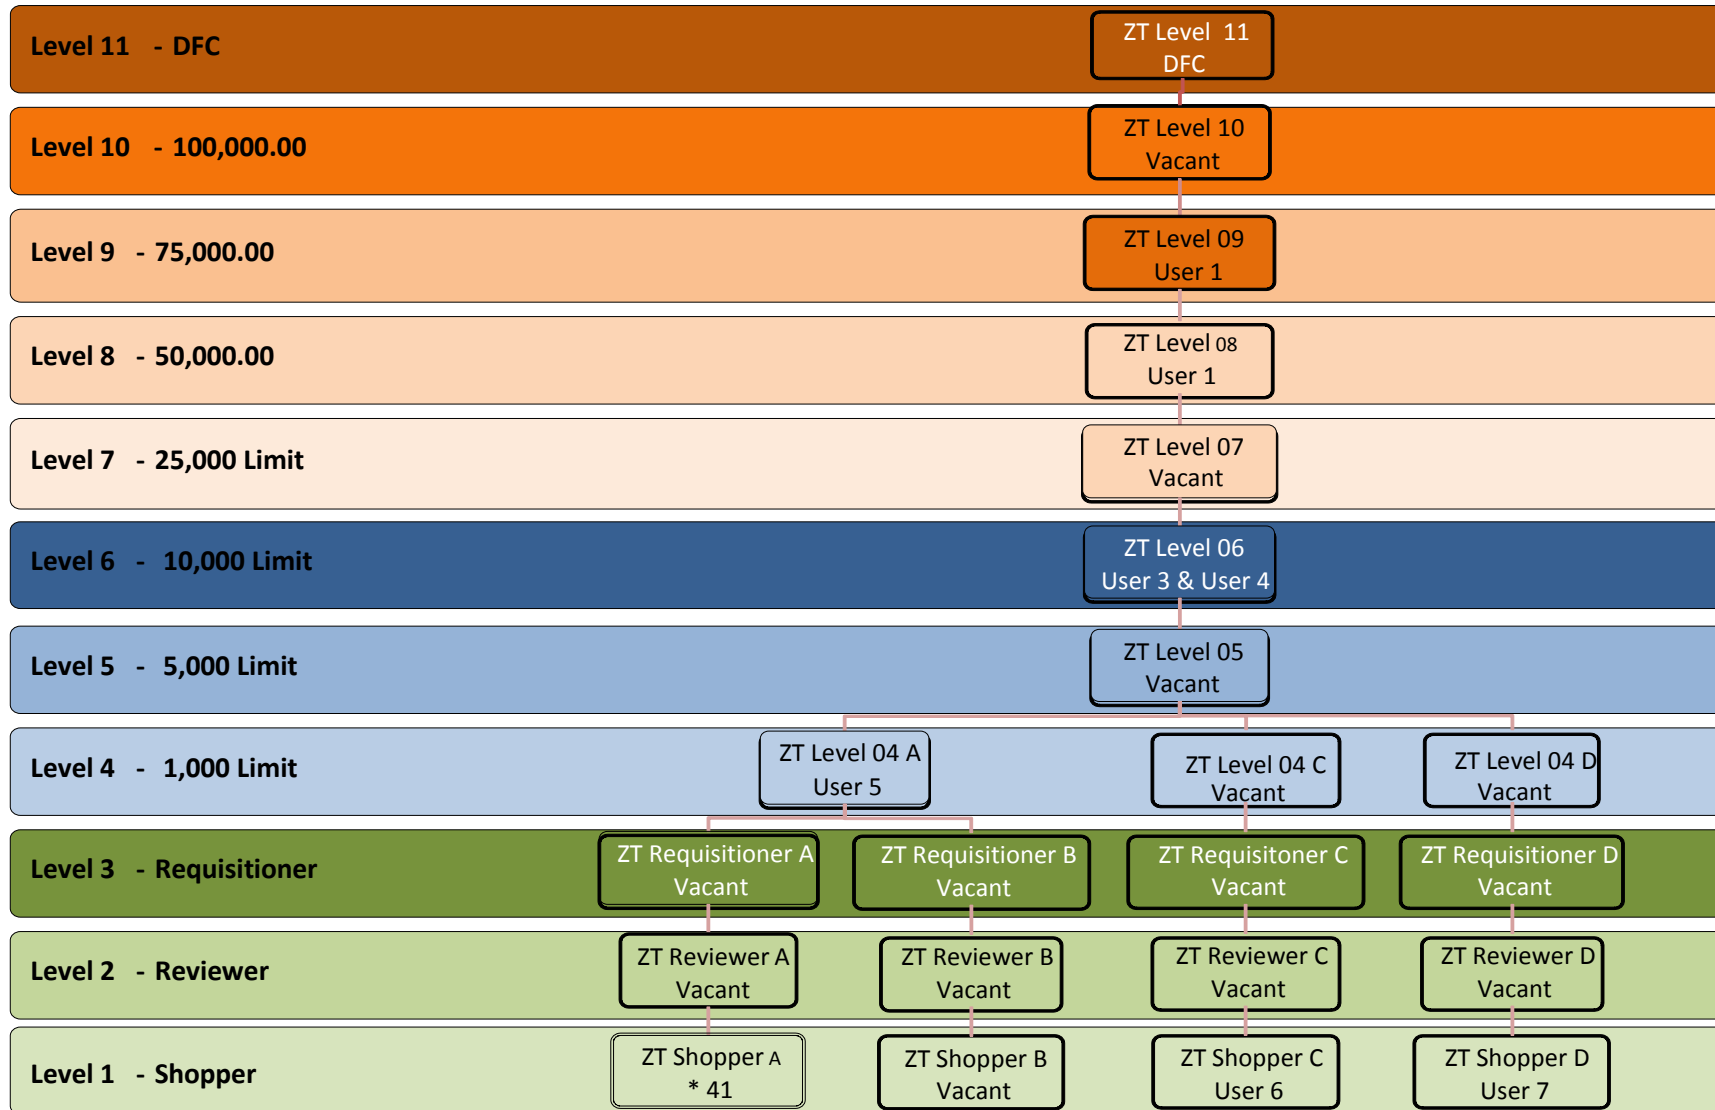 Level 11 - DFC
ZT Level 11
DFC
Level 10 - 100,000.00
ZT Level 10
Vacant
Level 9 - 75,000.00
ZT Level 09
User 1
Level 8 - 50,000.00
ZT Level 08
User 1
Level 7 - 25,000 Limit
ZT Level 07
Vacant
Level 6 - 10,000 Limit
ZT Level 06
User 3 & User 4
Level 5 - 5,000 Limit
ZT Level 05
Vacant
Level 4 - 1,000 Limit
ZT Level 04 A
User 5
ZT Level 04 C
Vacant
ZT Level 04 D
Vacant
Level 3 - Requisitioner
ZT Requisitioner A
Vacant
ZT Requisitioner B
Vacant
ZT Requisitoner C
Vacant
ZT Requisitioner D
Vacant
Level 2 - Reviewer
ZT Reviewer A
Vacant
ZT Reviewer B
Vacant
ZT Reviewer C
Vacant
ZT Reviewer D
Vacant
Level 1 - Shopper
ZT Shopper A
* 41
ZT Shopper B
Vacant
ZT Shopper C
User 6
ZT Shopper D
User 7